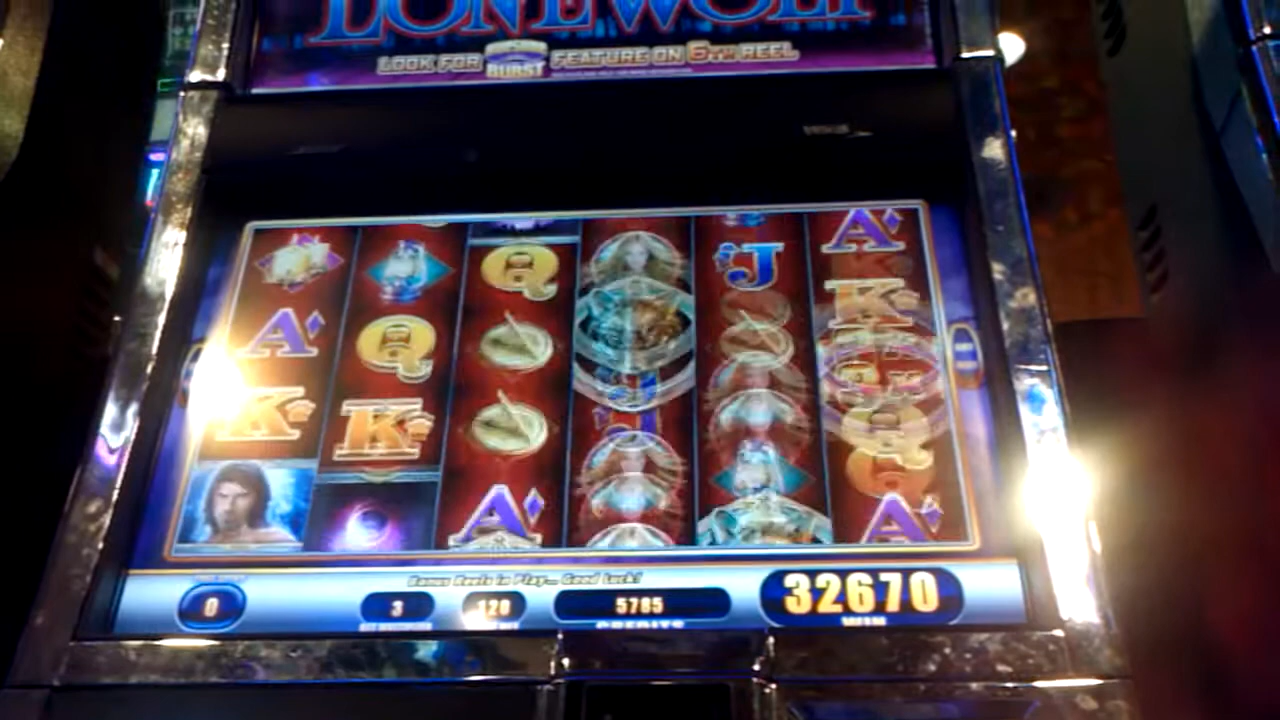 LONE WOLF
LOOK FOR BURST FEATURE ON 6TH REEL
A
J
K
Q
Q
A
K
K
Q
A
A
Bonus Reels in Play... Good Luck!
0
3
120
5785
32670
CREDITS
WIN